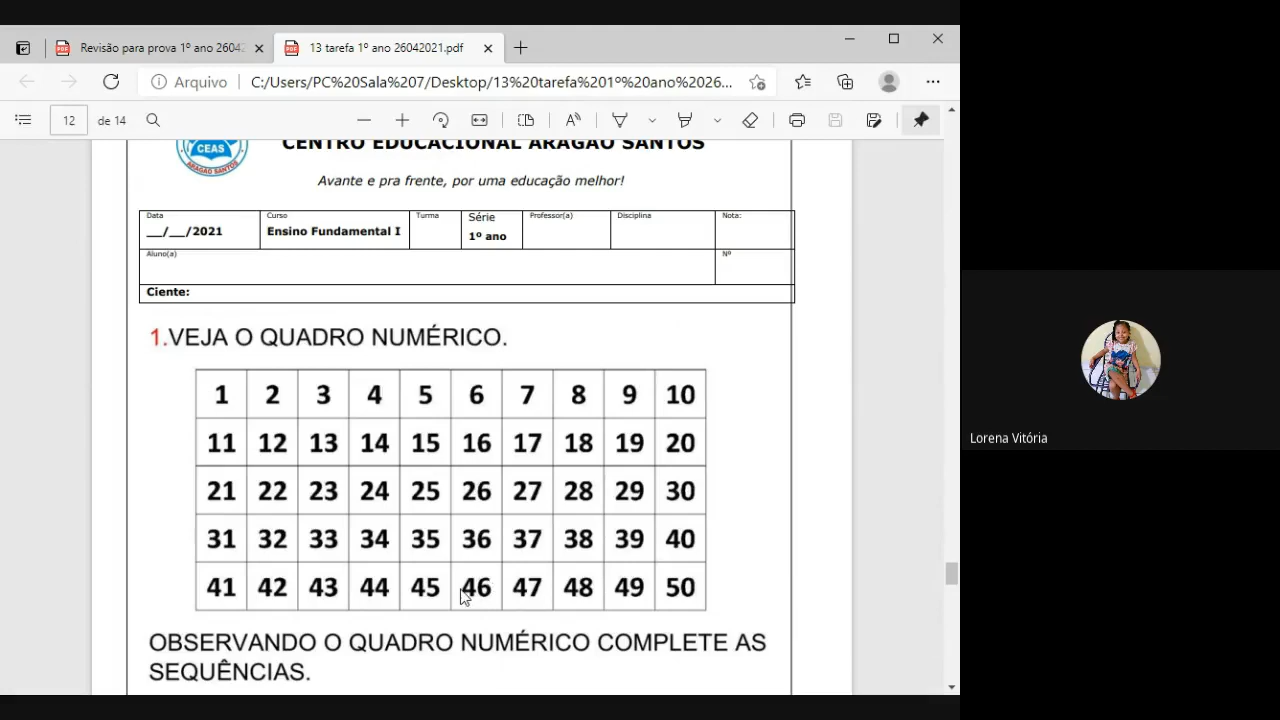 Revisão para prova 1º ano 2604
13 tarefa 1º ano 26042021.pdf
Arquivo
C:/Users/PC%20Sala%207/Desktop/13%20tarefa%201º%20ano%2026...
12 de 14
CEAS
ARAGÃO SANTOS
CENTRO EDUCACIONAL ARAGÃO SANTOS
Avante e pra frente, por uma educação melhor!
Data Curso Turma Série Professor(a) Disciplina Nota:
__/__/2021 Ensino Fundamental I 1º ano
Aluno(a) Nº
Ciente:
1.VEJA O QUADRO NUMÉRICO.
1 2 3 4 5 6 7 8 9 10
11 12 13 14 15 16 17 18 19 20
21 22 23 24 25 26 27 28 29 30
31 32 33 34 35 36 37 38 39 40
41 42 43 44 45 46 47 48 49 50
OBSERVANDO O QUADRO NUMÉRICO COMPLETE AS
SEQUÊNCIAS.
Lorena Vitória